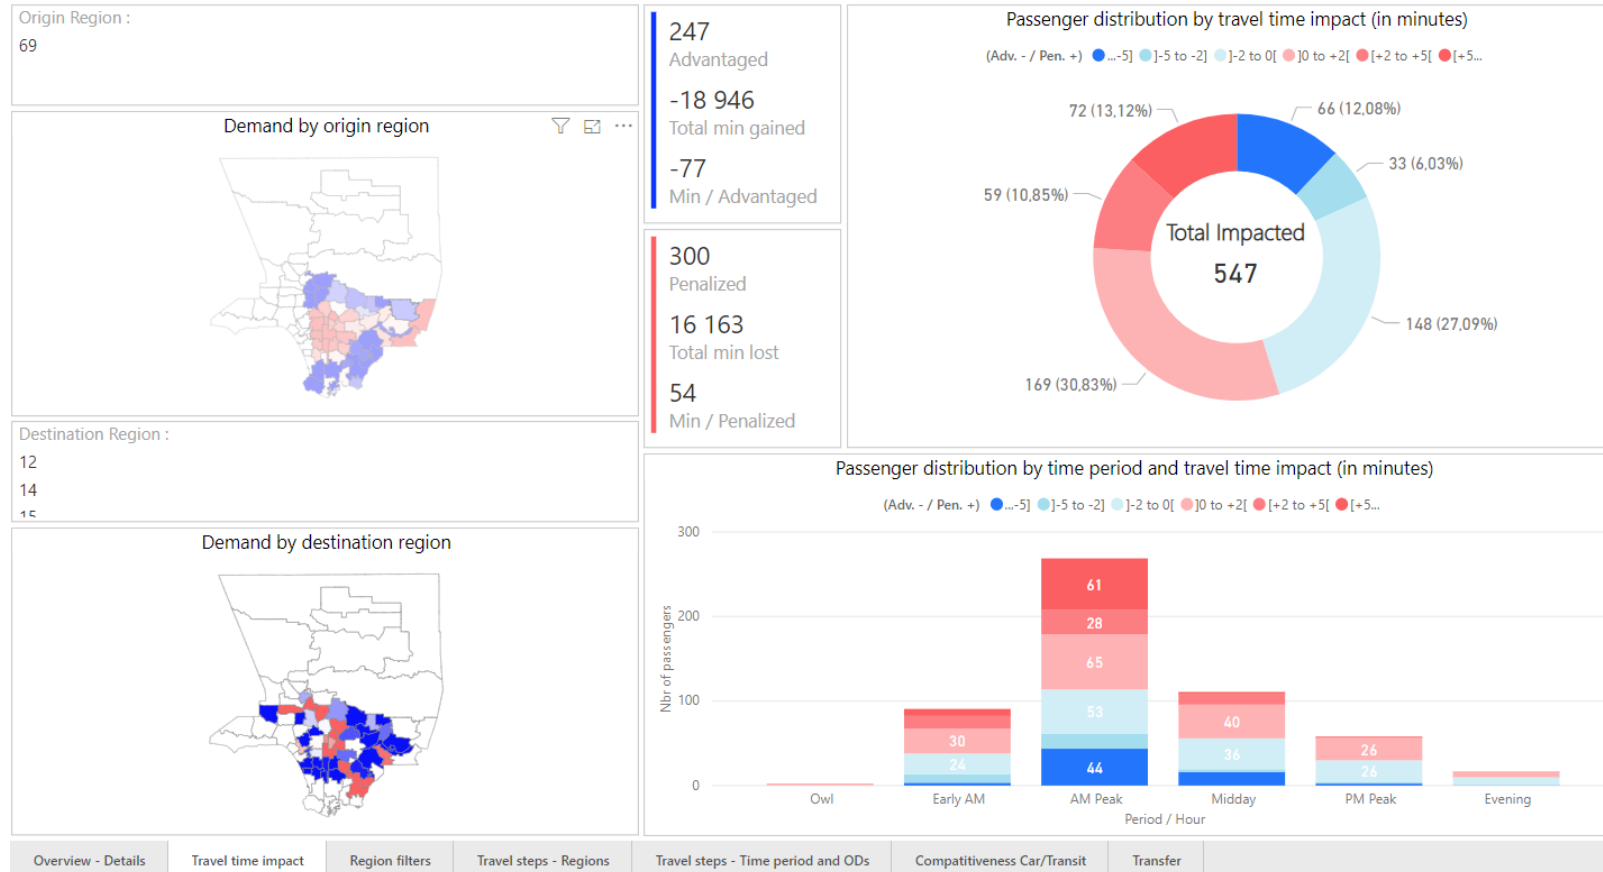 Origin Region :
69
Demand by origin region
Destination Region :
12
14
15
Demand by destination region
247
Advantaged
-18 946
Total min gained
-77
Min / Advantaged
300
Penalized
16 163
Total min lost
54
Min / Penalized
Passenger distribution by travel time impact (in minutes)
(Adv. - / Pen. +) ...-5] ]-5 to -2] ]-2 to 0[ ]0 to +2[ [+2 to +5[ [+5...
72 (13,12%)
66 (12,08%)
33 (6,03%)
59 (10,85%)
Total Impacted
547
148 (27,09%)
169 (30,83%)
Passenger distribution by time period and travel time impact (in minutes)
(Adv. - / Pen. +) ...-5] ]-5 to -2] ]-2 to 0[ ]0 to +2[ [+2 to +5[ [+5...
Nbr of passengers
300
200
100
0
30
24
61
28
65
53
44
40
36
26
26
Owl Early AM AM Peak Midday PM Peak Evening
Period / Hour
Overview - Details Travel time impact Region filters Travel steps - Regions Travel steps - Time period and ODs Compatitiveness Car/Transit Transfer